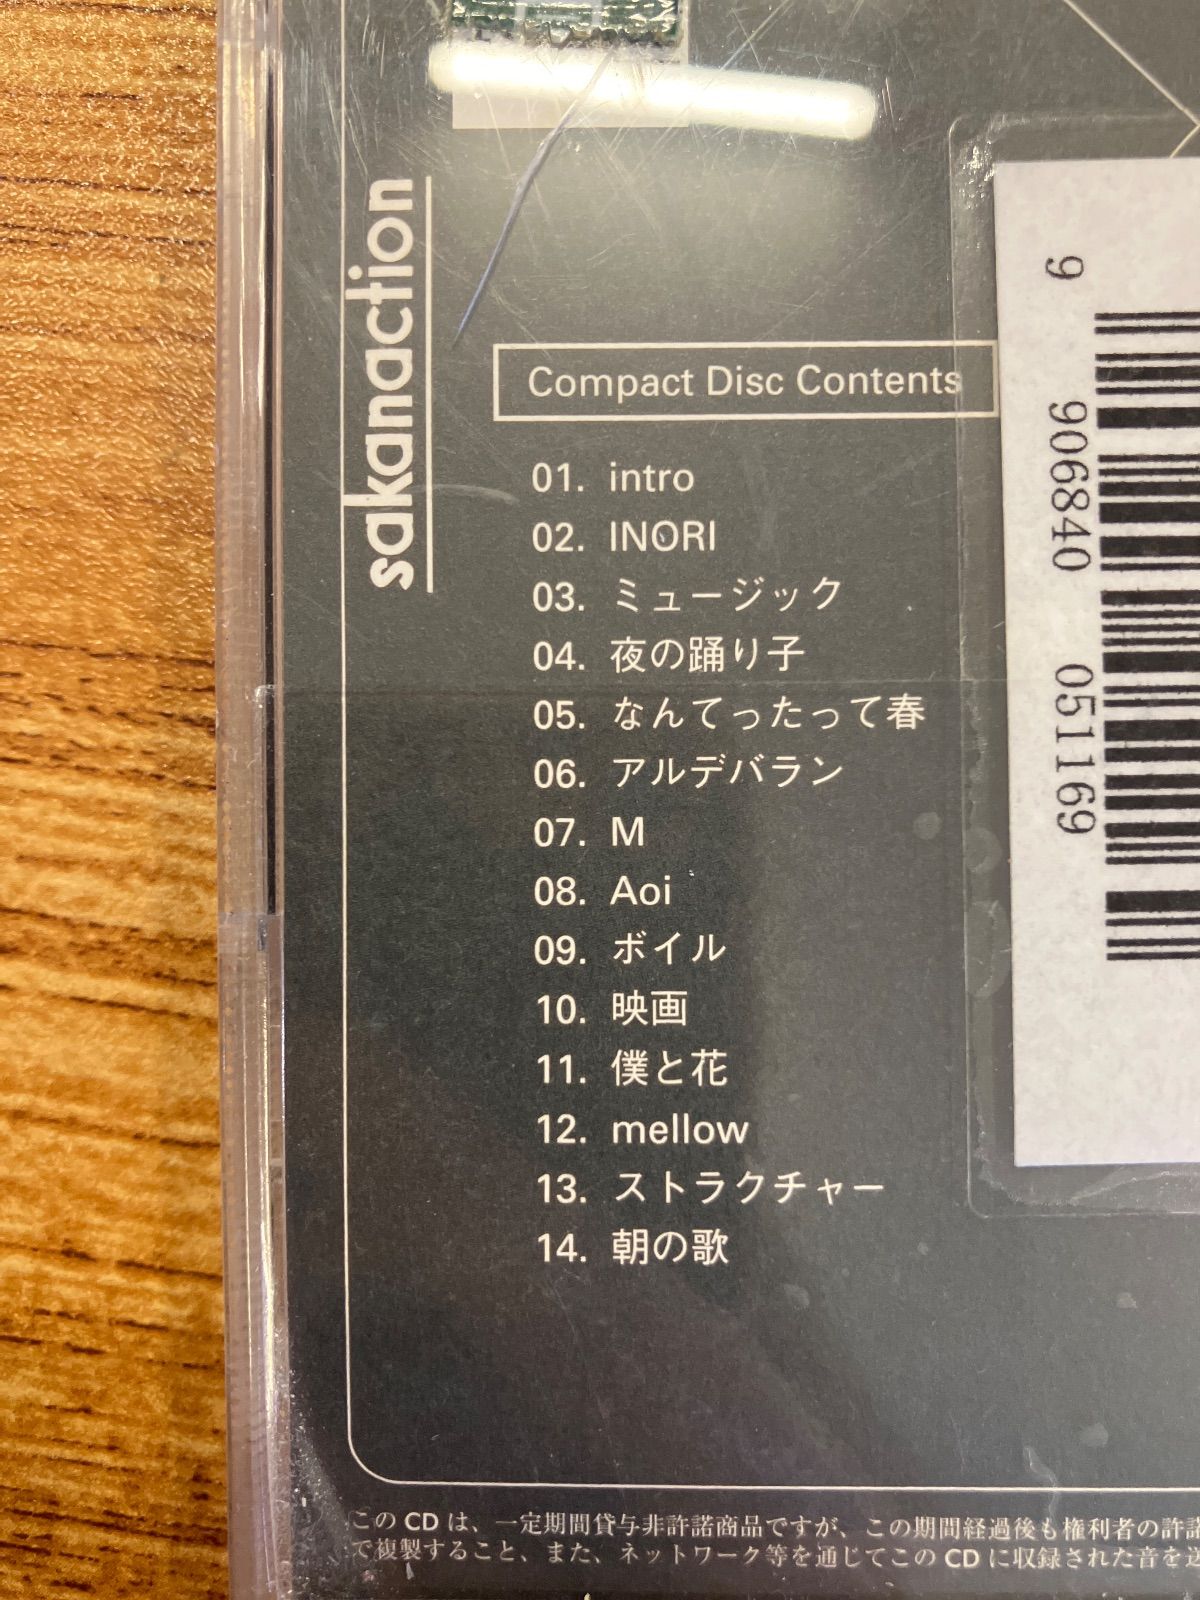 sakanaction
Compact Disc Contents
01. intro
02. INORI
03. ミュージック
04. 夜の踊り子
05. なんてったって春
06. アルデバラン
07. M
08. Aoi
09. ボイル
10. 映画
11. 僕と花
12. mellow
13. ストラクチャー
14. 朝の歌
9 906840 051169
このCDは、一定期間貸与非許諾商品ですが、この期間経過後も権利者の許諾
で複製すること、また、ネットワーク等を通じてこのCDに収録された音を送